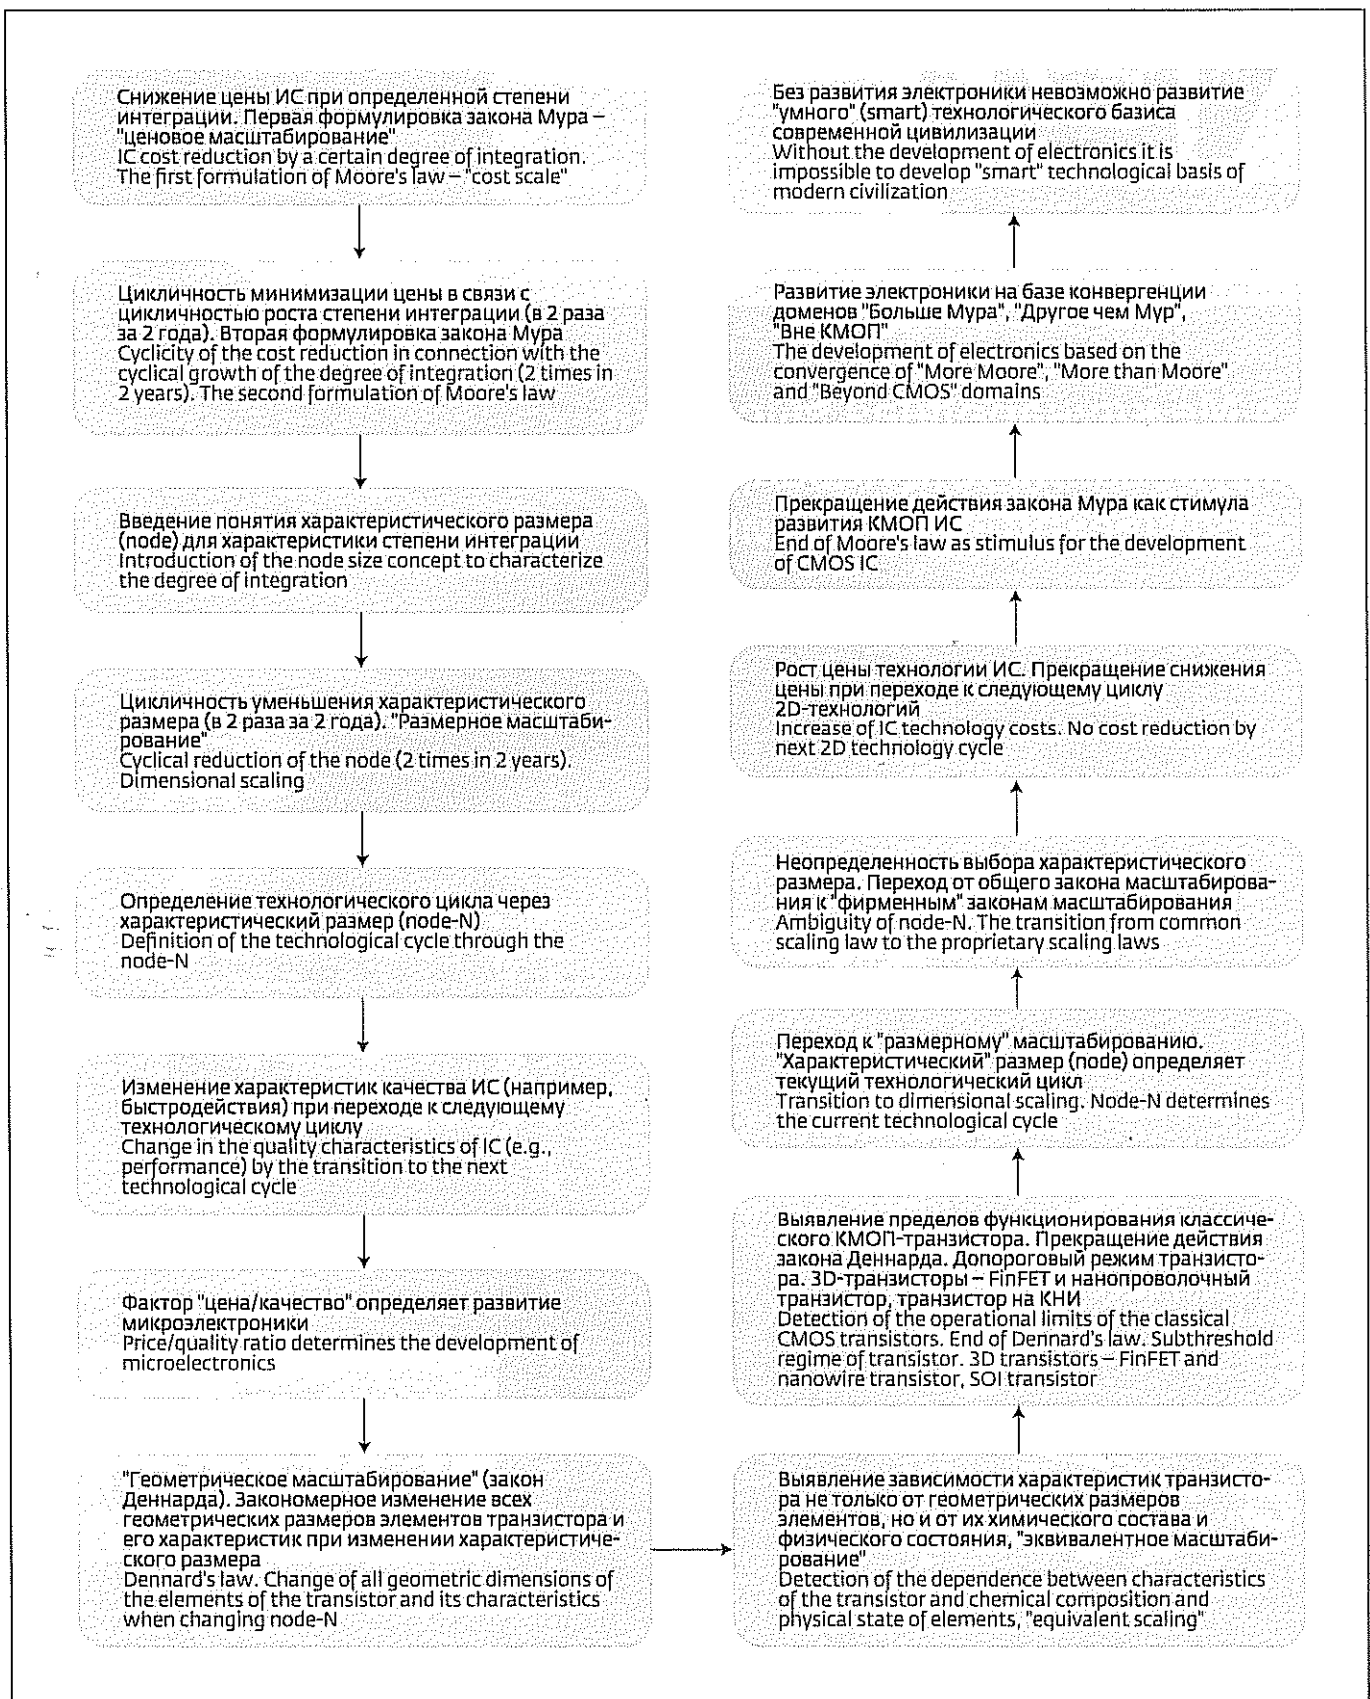 Снижение цены ИС при определенной степени
интеграции. Первая формулировка закона Мура –
"ценовое масштабирование"
IC cost reduction by a certain degree of integration.
The first formulation of Moore's law – "cost scale"
Цикличность минимизации цены в связи с
цикличностью роста степени интеграции (в 2 раза
за 2 года). Вторая формулировка закона Мура
Cyclicity of the cost reduction in connection with the
cyclical growth of the degree of integration (2 times in
2 years). The second formulation of Moore's law
Введение понятия характеристического размера
(node) для характеристики степени интеграции
Introduction of the node size concept to characterize
the degree of integration
Цикличность уменьшения характеристического
размера (в 2 раза за 2 года). "Размерное масштаби-
рование"
Cyclical reduction of the node (2 times in 2 years).
Dimensional scaling
Определение технологического цикла через
характеристический размер (node-N)
Definition of the technological cycle through the
node-N
Изменение характеристик качества ИС (например,
быстродействия) при переходе к следующему
технологическому циклу
Change in the quality characteristics of IC (e.g.,
performance) by the transition to the next
technological cycle
Фактор "цена/качество" определяет развитие
микроэлектроники
Price/quality ratio determines the development of
microelectronics
"Геометрическое масштабирование" (закон
Деннарда). Закономерное изменение всех
геометрических размеров элементов транзистора и
его характеристик при изменении характеристиче-
ского размера
Dennard's law. Change of all geometric dimensions of
the elements of the transistor and its characteristics
when changing node-N
Выявление зависимости характеристик транзисто-
ра не только от геометрических размеров
элементов, но и от их химического состава и
физического состояния, "эквивалентное масштаби-
рование"
Detection of the dependence between characteristics
of the transistor and chemical composition and
physical state of elements, "equivalent scaling"
Выявление пределов функционирования классиче-
ского КМОП-транзистора. Прекращение действия
закона Деннарда. Допороговый режим транзисто-
ра. 3D-транзисторы – FinFET и нанопроволочный
транзистор, транзистор на КНИ
Detection of the operational limits of the classical
CMOS transistors. End of Dennard's law. Subthreshold
regime of transistor. 3D transistors – FinFET and
nanowire transistor, SOI transistor
Переход к "размерному" масштабированию.
"Характеристический" размер (node) определяет
текущий технологический цикл
Transition to dimensional scaling. Node-N determines
the current technological cycle
Неопределенность выбора характеристического
размера. Переход от общего закона масштабирова-
ния к "фирменным" законам масштабирования
Ambiguity of node-N. The transition from common
scaling law to the proprietary scaling laws
Рост цены технологии ИС. Прекращение снижения
цены при переходе к следующему циклу
2D-технологий
Increase of IC technology costs. No cost reduction by
next 2D technology cycle
Прекращение действия закона Мура как стимула
развития КМОП ИС
End of Moore's law as stimulus for the development
of CMOS IC
Развитие электроники на базе конвергенции
доменов "Больше Мура", "Другое чем Мур",
"Вне КМОП"
The development of electronics based on the
convergence of "More Moore", "More than Moore"
and "Beyond CMOS" domains
Без развития электроники невозможно развитие
"умного" (smart) технологического базиса
современной цивилизации
Without the development of electronics it is
impossible to develop "smart" technological basis of
modern civilization